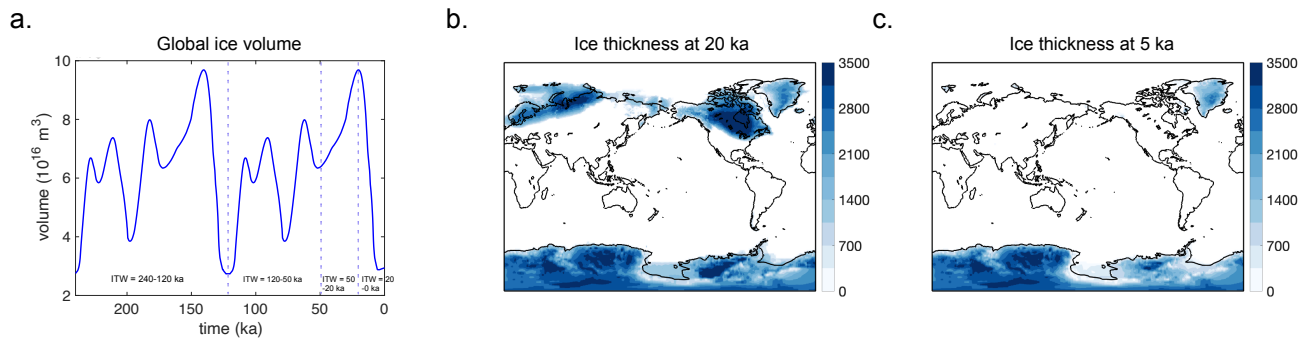 a.
Global ice volume
10
8
6
4
2
volume (10^16 m^3)
ITW = 240-120 ka
ITW = 120-50 ka
ITW = 50
-20 ka
ITW = 20
-0 ka
200
150
100
50
0
time (ka)
b.
Ice thickness at 20 ka
3500
2800
2100
1400
700
0
c.
Ice thickness at 5 ka
3500
2800
2100
1400
700
0